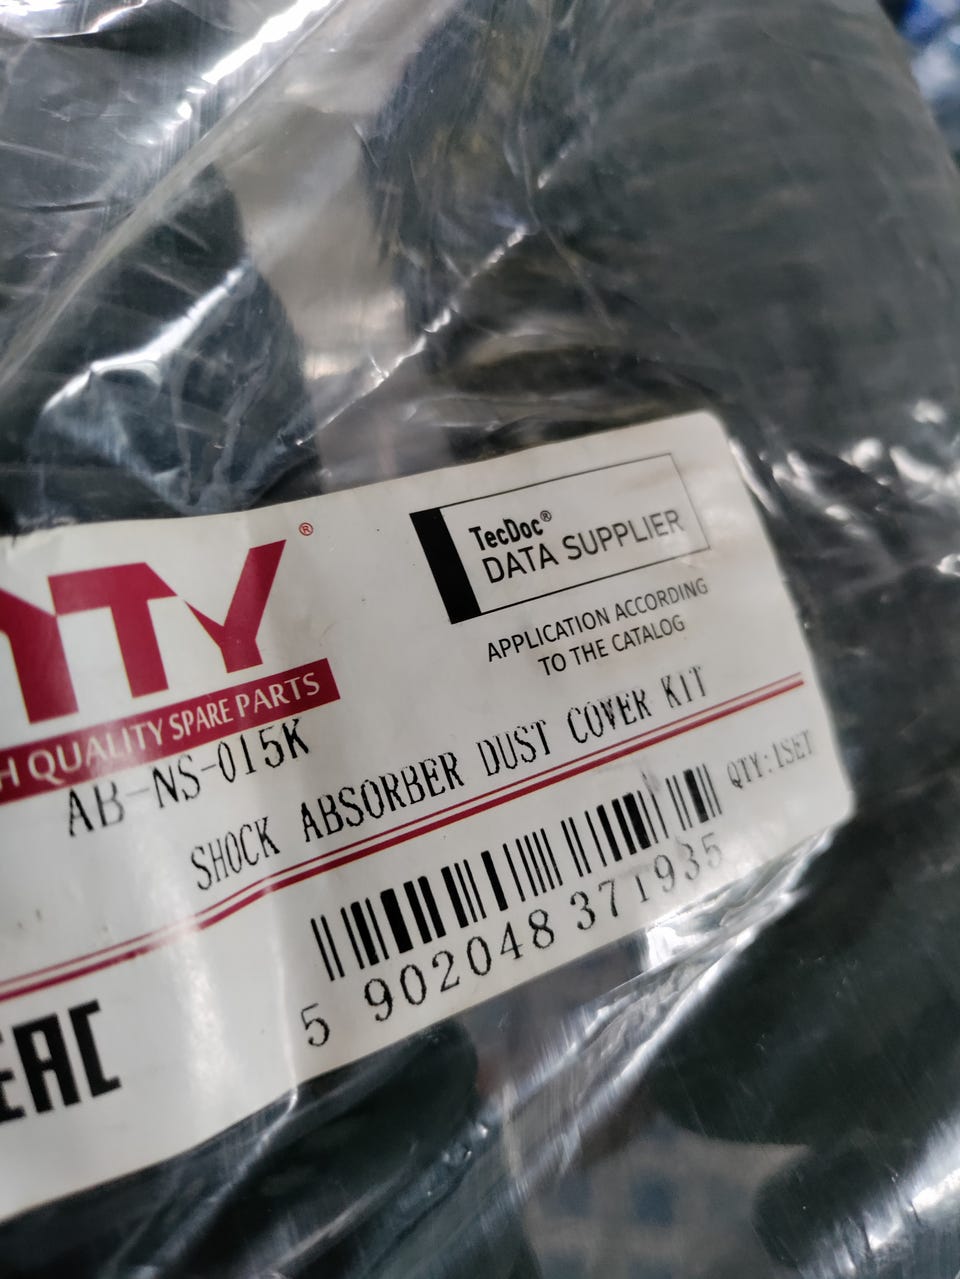 TTY®
H QUALITY SPARE PARTS
TecDoc®
DATA SUPPLIER
APPLICATION ACCORDING
TO THE CATALOG
AB-NS-015K
SHOCK ABSORBER DUST COVER KIT
QTY:1SET
5 902048 371935
EAC